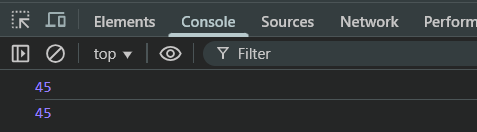 Elements Console Sources Network Perform
top ▼ Filter
45
45